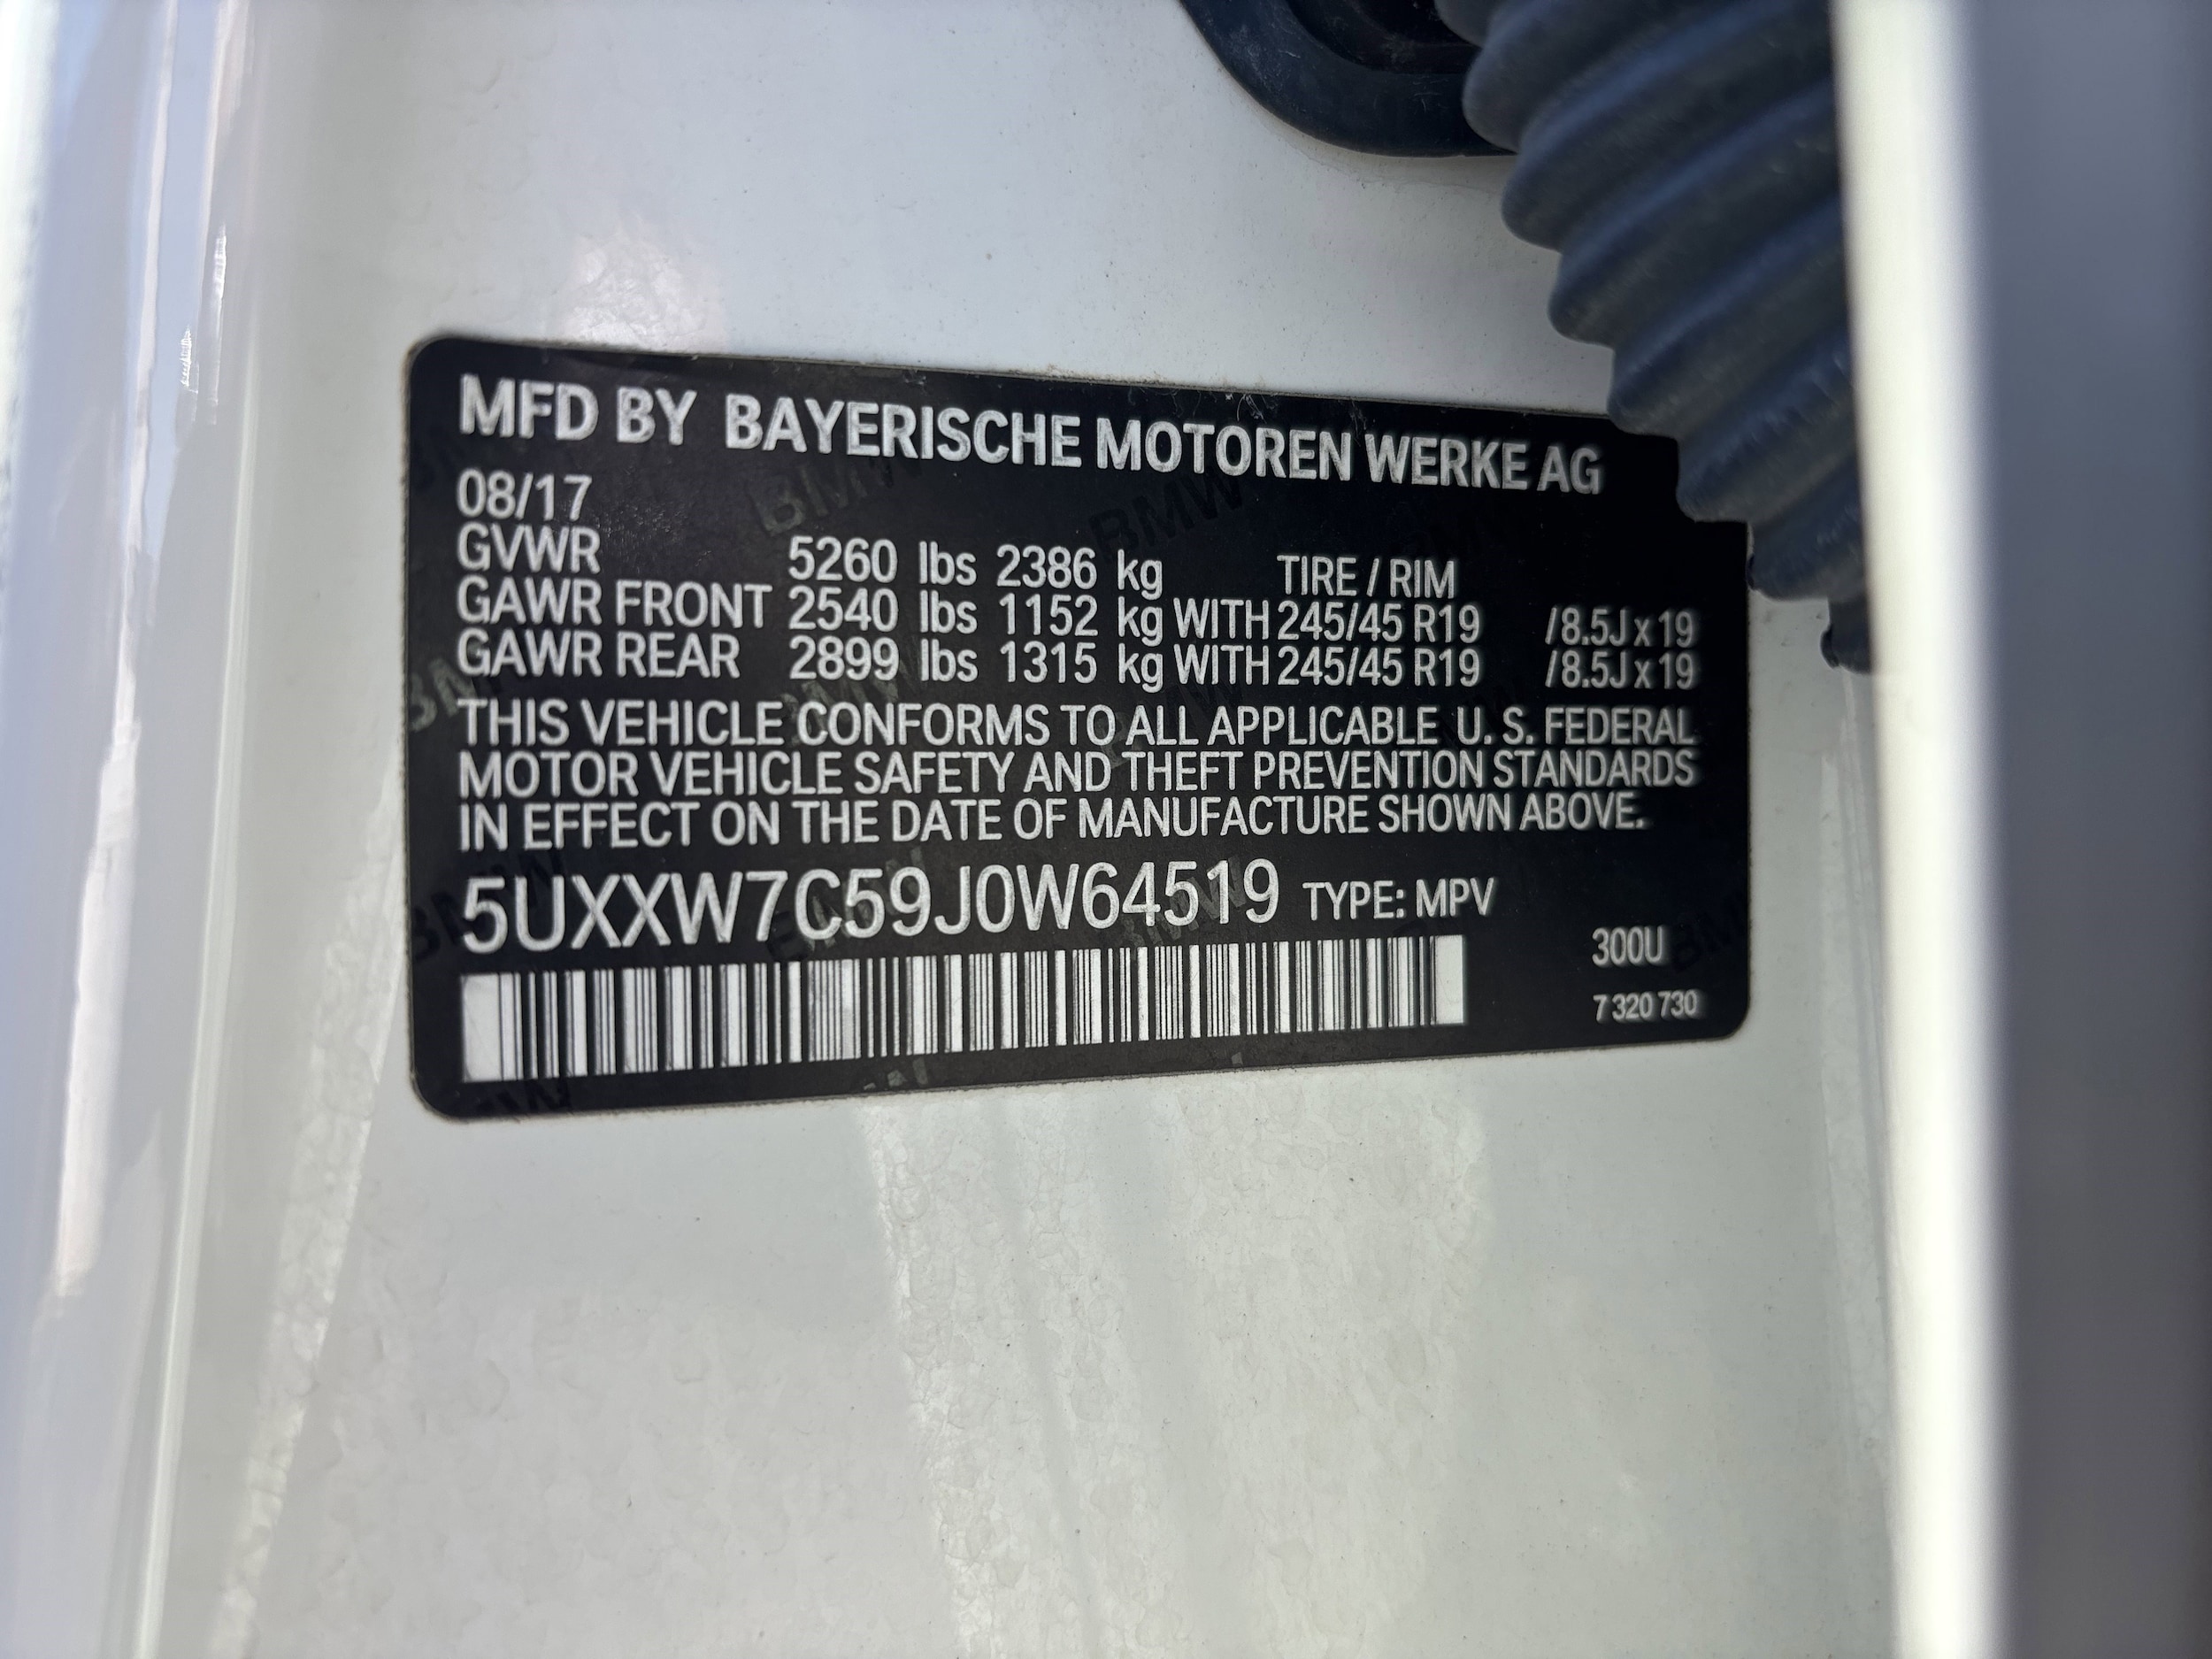 MFD BY BAYERISCHE MOTOREN WERKE AG
08/17
GVWR 5260 lbs 2386 kg TIRE / RIM
GAWR FRONT 2540 lbs 1152 kg WITH 245/45 R19 /8.5J x 19
GAWR REAR 2899 lbs 1315 kg WITH 245/45 R19 /8.5J x 19
THIS VEHICLE CONFORMS TO ALL APPLICABLE U. S. FEDERAL
MOTOR VEHICLE SAFETY AND THEFT PREVENTION STANDARDS
IN EFFECT ON THE DATE OF MANUFACTURE SHOWN ABOVE.
5UXXW7C59J0W64519 TYPE: MPV
300U
7 320 730